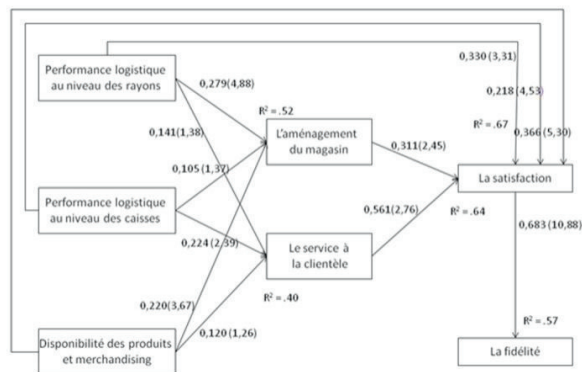 0,330 (3,31)
Performance logistique
au niveau des rayons
0,279(4,88)
0,218 (4,53)
R² = .52
R² = .67
0,366 (5,30)
0,141(1,38)
L'aménagement
du magasin
0,311(2,45)
0,105 (1,37)
La satisfaction
Performance logistique
au niveau des caisses
0,561(2,76)
R² = .64
0,683 (10,88)
0,224 (2,39)
Le service à
la clientèle
R² = .40
0,220(3,67)
0,120 (1,26)
R² = .57
Disponibilité des produits
et merchandising
La fidélité